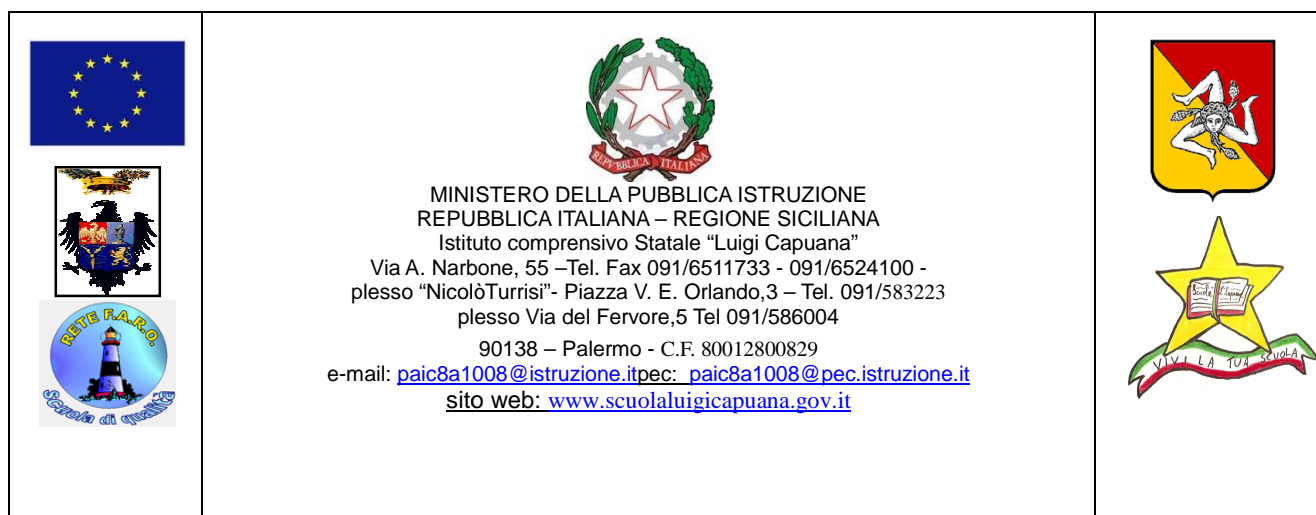 REPVBBLICA ITALIANA
MINISTERO DELLA PUBBLICA ISTRUZIONE
REPUBBLICA ITALIANA – REGIONE SICILIANA
Istituto comprensivo Statale “Luigi Capuana”
Via A. Narbone, 55 –Tel. Fax 091/6511733 - 091/6524100 -
plesso “NicolòTurrisi”- Piazza V. E. Orlando,3 – Tel. 091/583223
plesso Via del Fervore,5 Tel 091/586004
90138 – Palermo - C.F. 80012800829
e-mail: paic8a1008@istruzione.itpec: paic8a1008@pec.istruzione.it
sito web: www.scuolaluigicapuana.gov.it
RETE F.A.R.O.
Scuola di qualità
Scuola L. Capuana
VIVI LA TUA SCUOLA